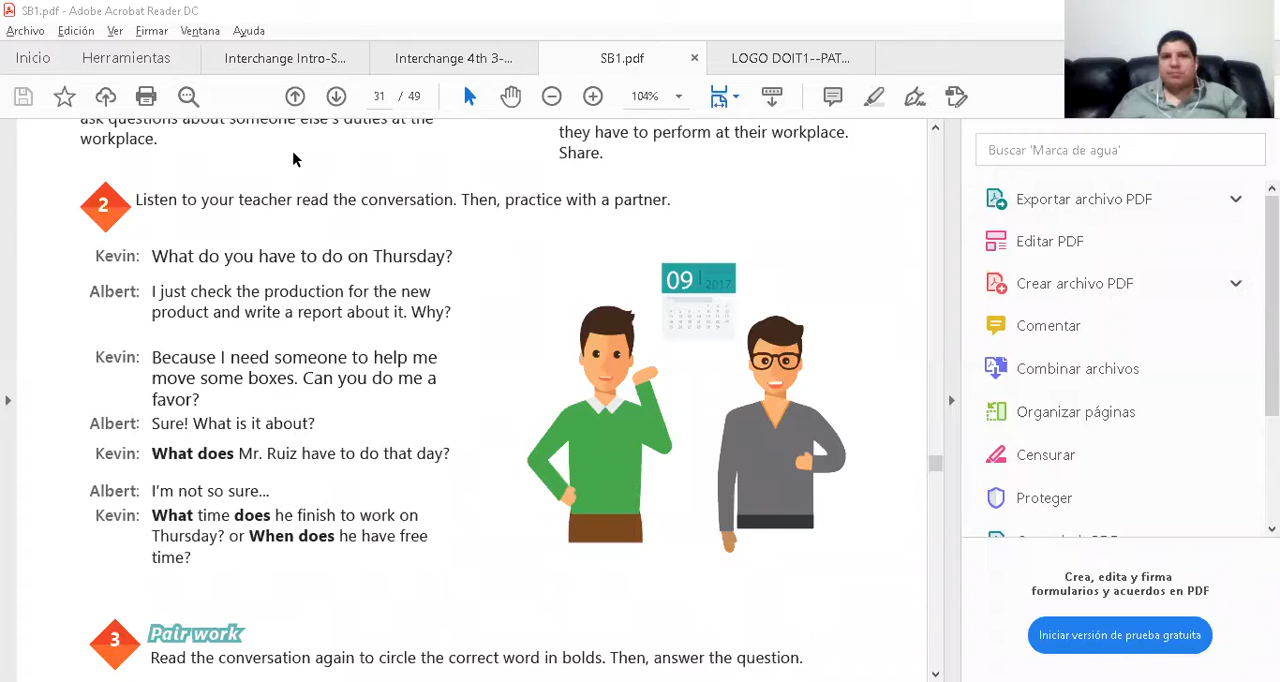 SB1.pdf - Adobe Acrobat Reader DC
Archivo Edición Ver Firmar Ventana Ayuda
Inicio Herramientas Interchange Intro-S... Interchange 4th 3-... SB1.pdf × LOGO DOIT1--PAT...
31 / 49 104%
ask questions about someone else's duties at the
workplace.
they have to perform at their workplace.
Share.
2 Listen to your teacher read the conversation. Then, practice with a partner.
Kevin: What do you have to do on Thursday?
Albert: I just check the production for the new
product and write a report about it. Why?
Kevin: Because I need someone to help me
move some boxes. Can you do me a
favor?
Albert: Sure! What is it about?
Kevin: What does Mr. Ruiz have to do that day?
Albert: I'm not so sure...
Kevin: What time does he finish to work on
Thursday? or When does he have free
time?
09 2017
3 Pair work
Read the conversation again to circle the correct word in bolds. Then, answer the question.
Buscar 'Marca de agua'
Exportar archivo PDF
Editar PDF
Crear archivo PDF
Comentar
Combinar archivos
Organizar páginas
Censurar
Proteger
Crea, edita y firma
formularios y acuerdos en PDF
Iniciar versión de prueba gratuita